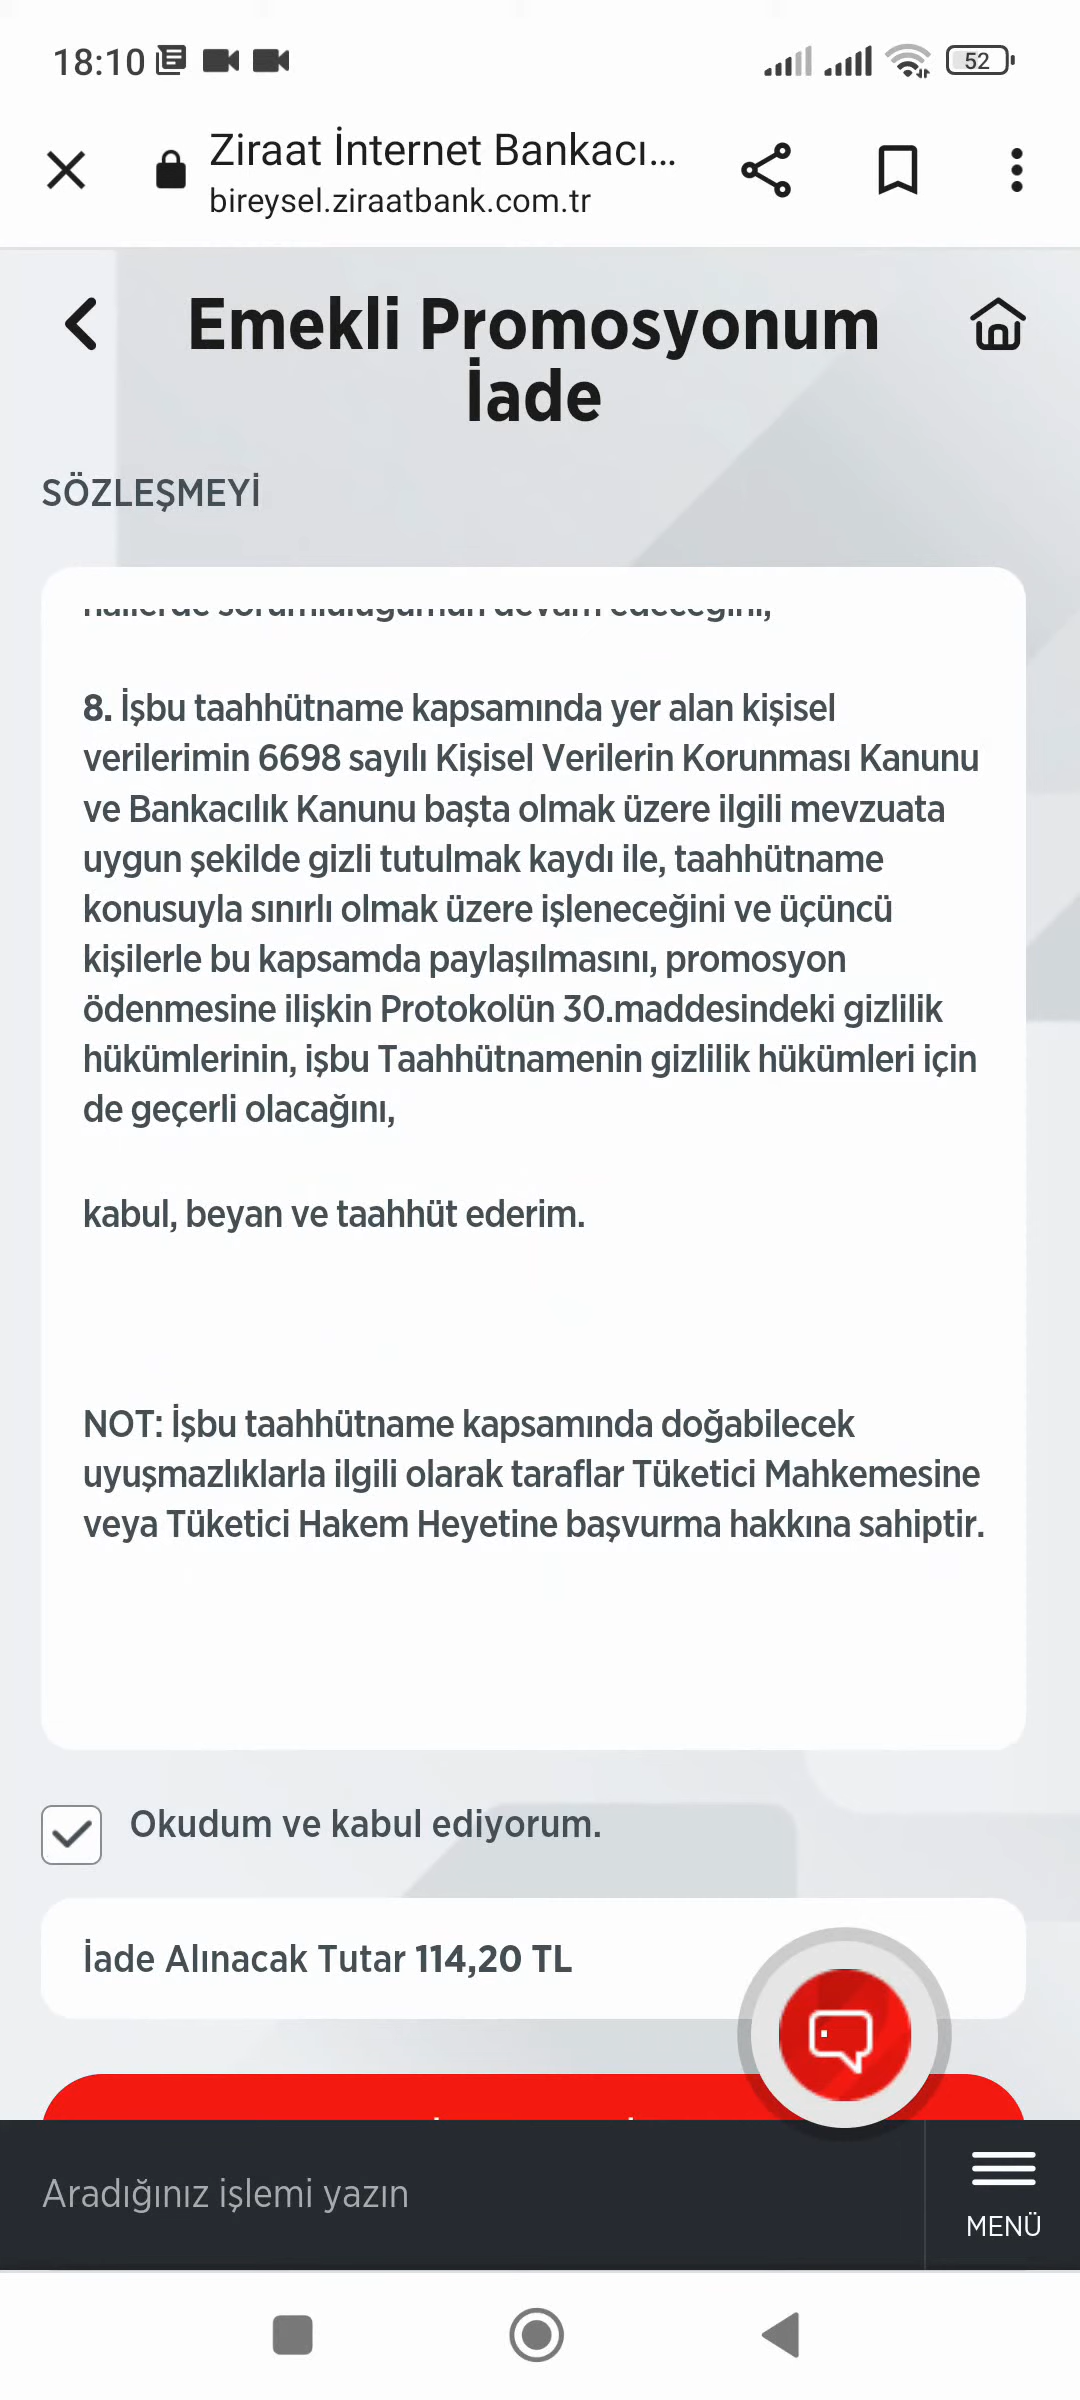 18:10
52
Ziraat İnternet Bankacı...
bireysel.ziraatbank.com.tr
Emekli Promosyonum
İade
SÖZLEŞMEYİ
hallerde sorumluluğumun devam edeceğini,
8. İşbu taahhütname kapsamında yer alan kişisel
verilerimin 6698 sayılı Kişisel Verilerin Korunması Kanunu
ve Bankacılık Kanunu başta olmak üzere ilgili mevzuata
uygun şekilde gizli tutulmak kaydı ile, taahhütname
konusuyla sınırlı olmak üzere işleneceğini ve üçüncü
kişilerle bu kapsamda paylaşılmasını, promosyon
ödenmesine ilişkin Protokolün 30.maddesindeki gizlilik
hükümlerinin, işbu Taahhütnamenin gizlilik hükümleri için
de geçerli olacağını,
kabul, beyan ve taahhüt ederim.
NOT: İşbu taahhütname kapsamında doğabilecek
uyuşmazlıklarla ilgili olarak taraflar Tüketici Mahkemesine
veya Tüketici Hakem Heyetine başvurma hakkına sahiptir.
Okudum ve kabul ediyorum.
İade Alınacak Tutar 114,20 TL
Aradığınız işlemi yazın
MENÜ